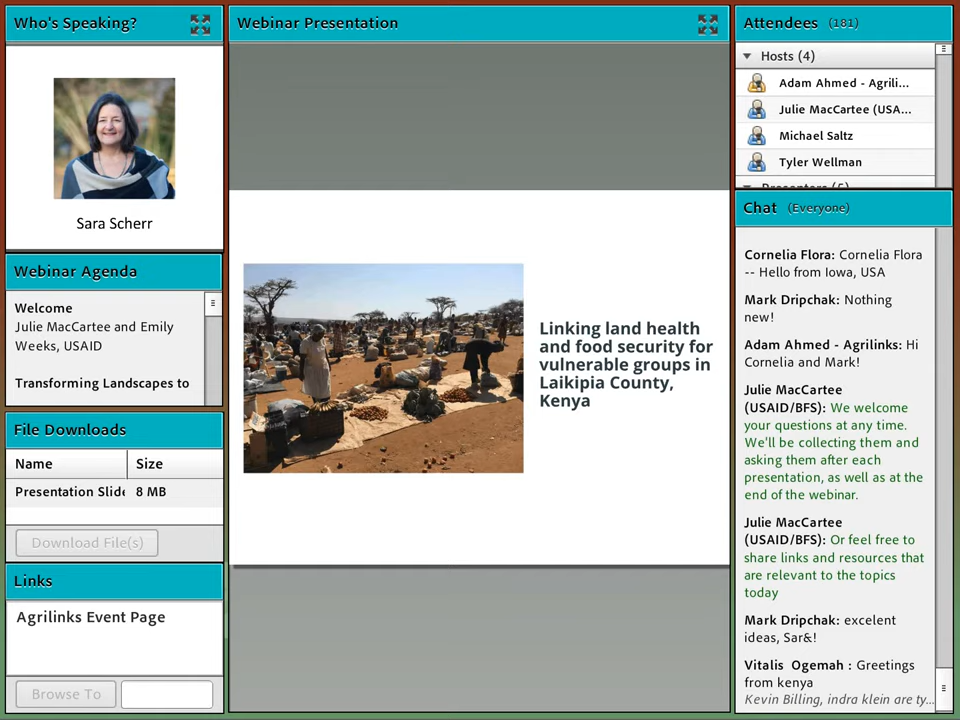 Who's Speaking?
Sara Scherr
Webinar Agenda
Welcome
Julie MacCartee and Emily
Weeks, USAID
Transforming Landscapes to
File Downloads
Name Size
Presentation Slide 8 MB
Download File(s)
Links
Agrilinks Event Page
Browse To
Webinar Presentation
Linking land health
and food security for
vulnerable groups in
Laikipia County,
Kenya
Attendees (181)
Hosts (4)
Adam Ahmed - Agrili...
Julie MacCartee (USA...
Michael Saltz
Tyler Wellman
Chat (Everyone)
Cornelia Flora: Cornelia Flora
-- Hello from Iowa, USA
Mark Dripchak: Nothing
new!
Adam Ahmed - Agrilinks: Hi
Cornelia and Mark!
Julie MacCartee
(USAID/BFS): We welcome
your questions at any time.
We'll be collecting them and
asking them after each
presentation, as well as at the
end of the webinar.
Julie MacCartee
(USAID/BFS): Or feel free to
share links and resources that
are relevant to the topics
today
Mark Dripchak: excelent
ideas, Sar&!
Vitalis Ogemah : Greetings
from kenya
Kevin Billing, indra klein are ty...